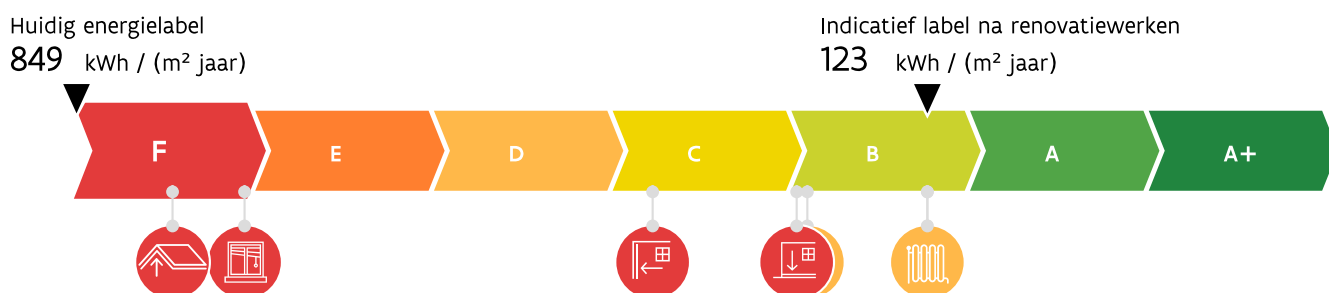 Huidig energielabel
849 kWh / (m² jaar)
Indicatief label na renovatiewerken
123 kWh / (m² jaar)
F E D C B A A+